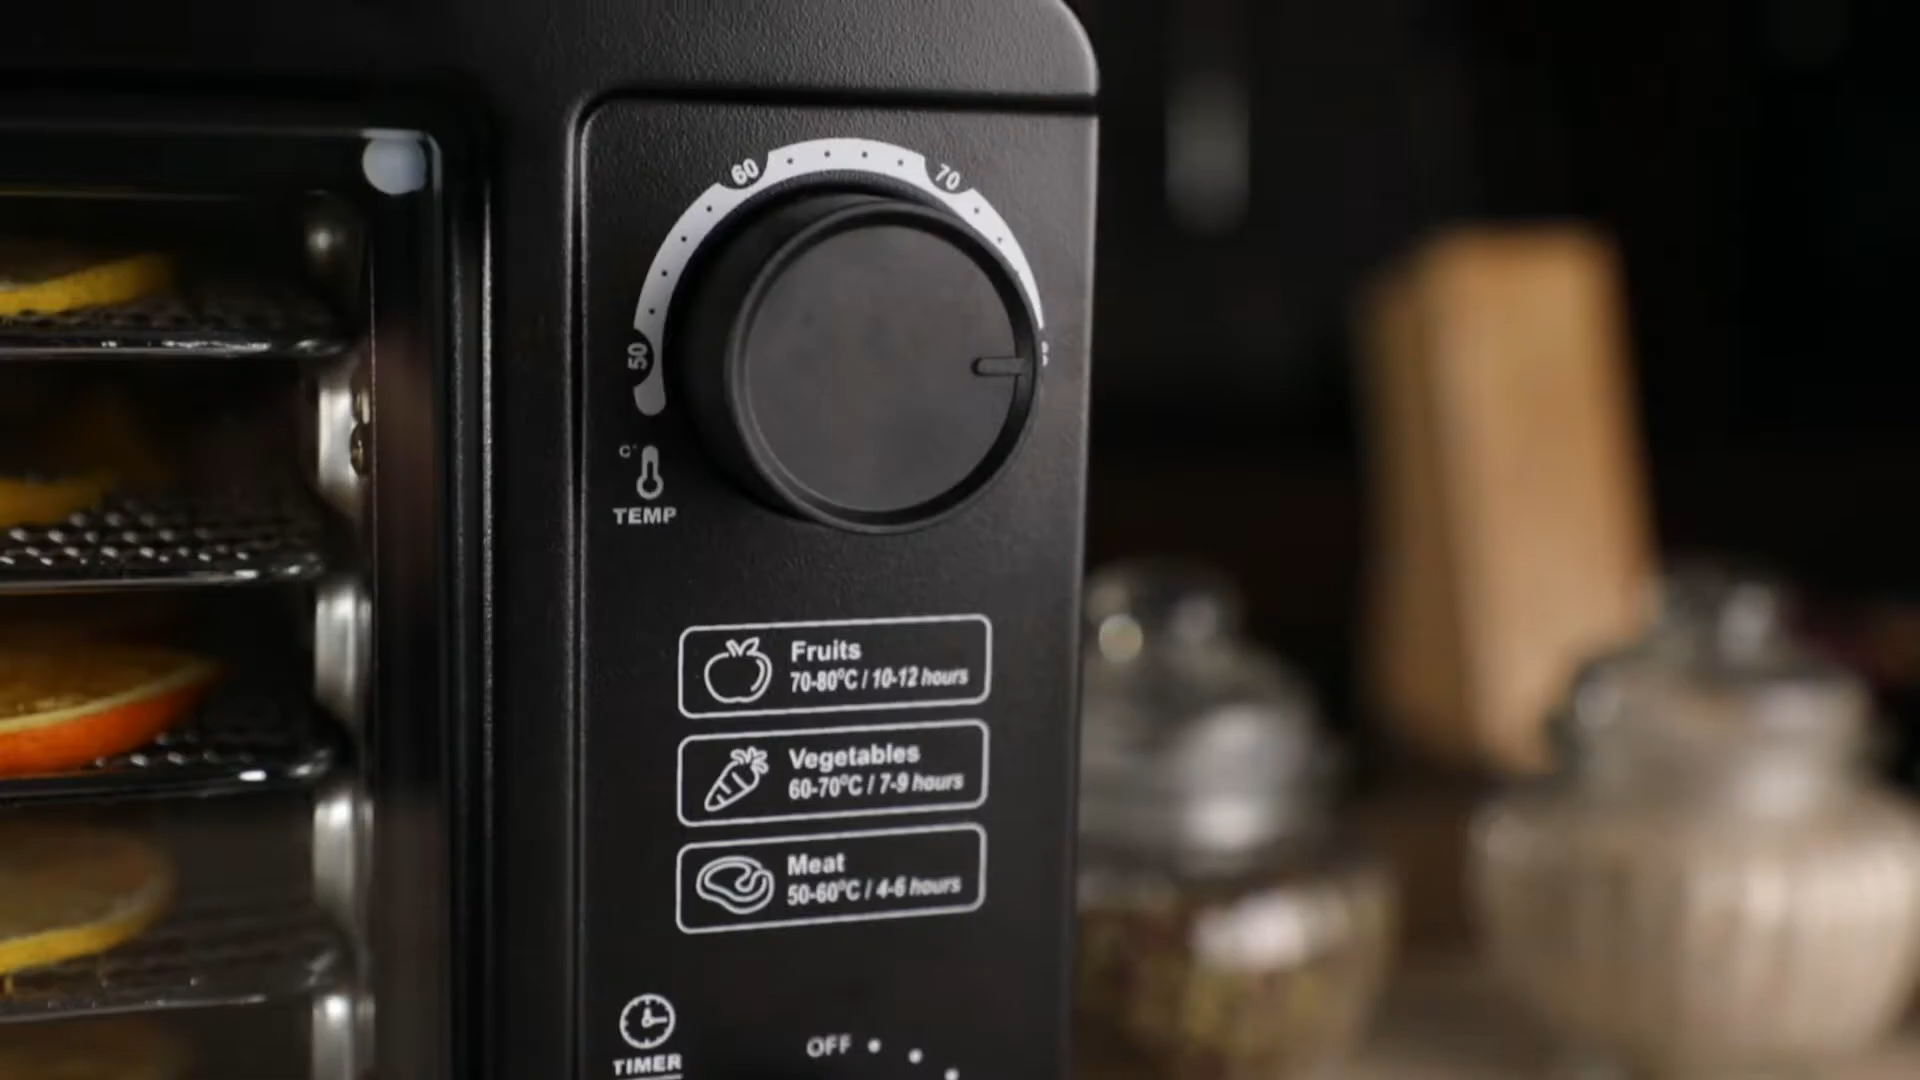 60
70
50
C°
TEMP
Fruits
70-80°C / 10-12 hours
Vegetables
60-70°C / 7-9 hours
Meat
50-60°C / 4-6 hours
OFF
TIMER